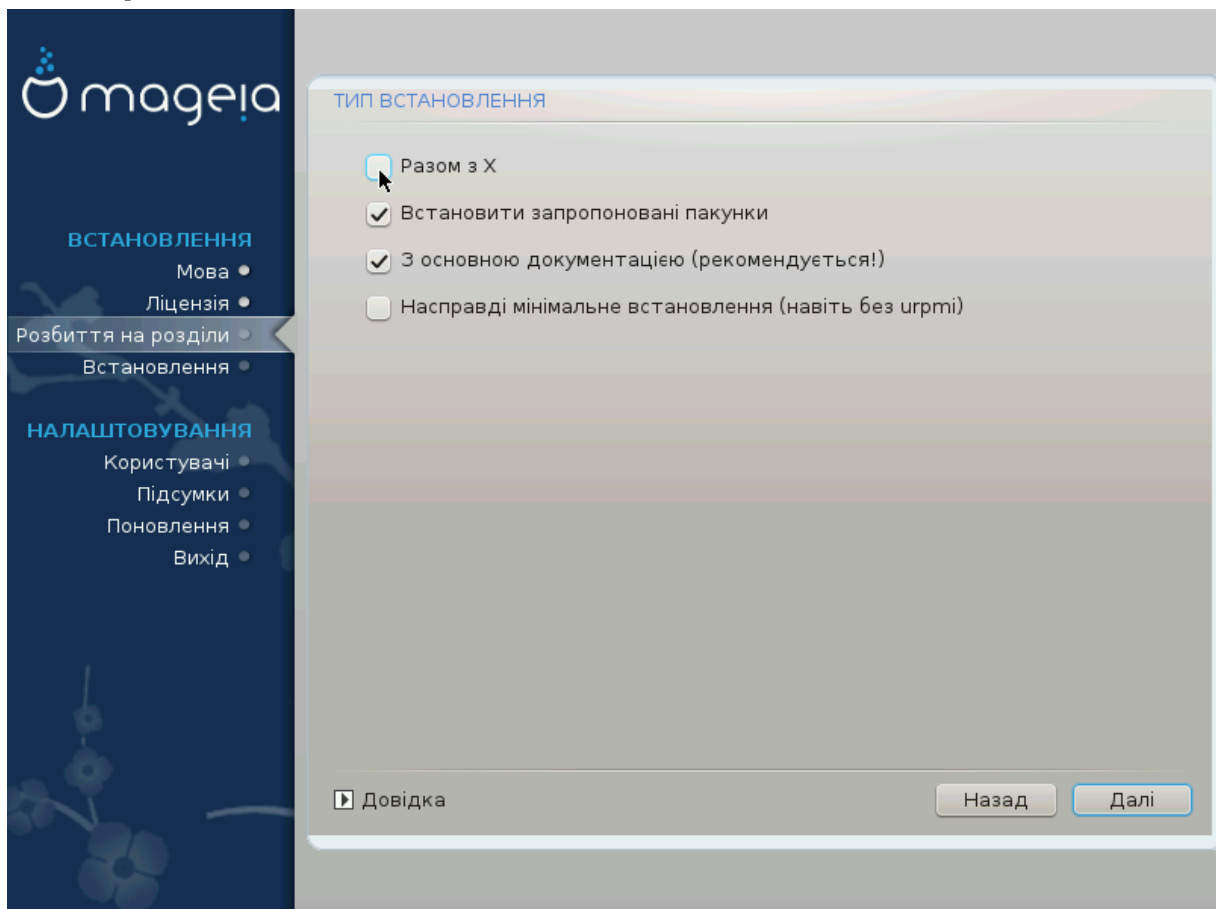 mageia
ВСТАНОВЛЕННЯ
Мова
Ліцензія
Розбиття на розділи
Встановлення
НАЛАШТОВУВАННЯ
Користувачі
Підсумки
Поновлення
Вихід
ТИП ВСТАНОВЛЕННЯ
Разом з X
Встановити запропоновані пакунки
З основною документацією (рекомендується!)
Насправді мінімальне встановлення (навіть без urpmi)
Довідка
Назад
Далі